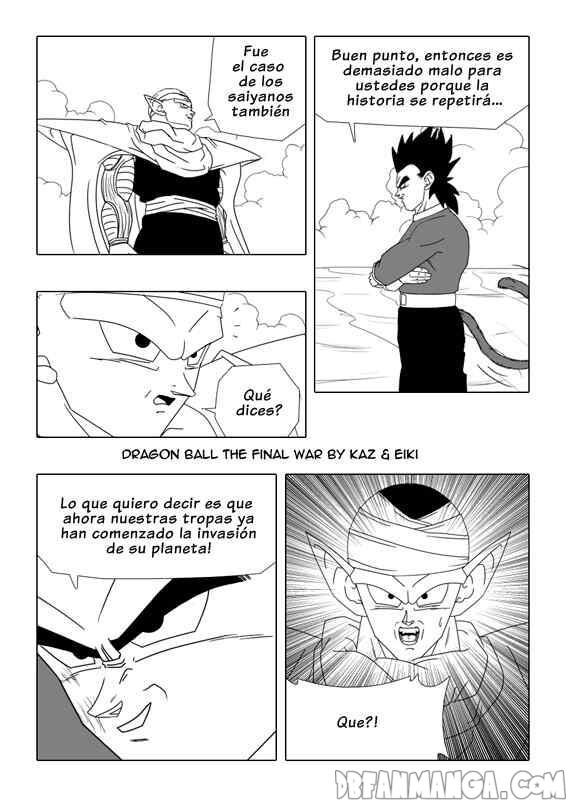 Fue
el caso
de los
saiyanos
también
Buen punto, entonces es
demasiado malo para
ustedes porque la
historia se repetirá...
Qué
dices?
DRAGON BALL THE FINAL WAR BY KAZ & EIKI
Lo que quiero decir es que
ahora nuestras tropas ya
han comenzado la invasión
de su planeta!
Que?!
DBFANMANGA.COM